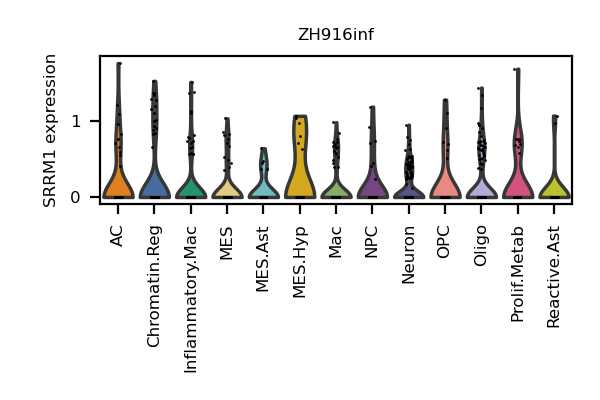 ZH916inf
SRRM1 expression
1
0
AC
Chromatin.Reg
Inflammatory.Mac
MES
MES.Ast
MES.Hyp
Mac
NPC
Neuron
OPC
Oligo
Prolif.Metab
Reactive.Ast